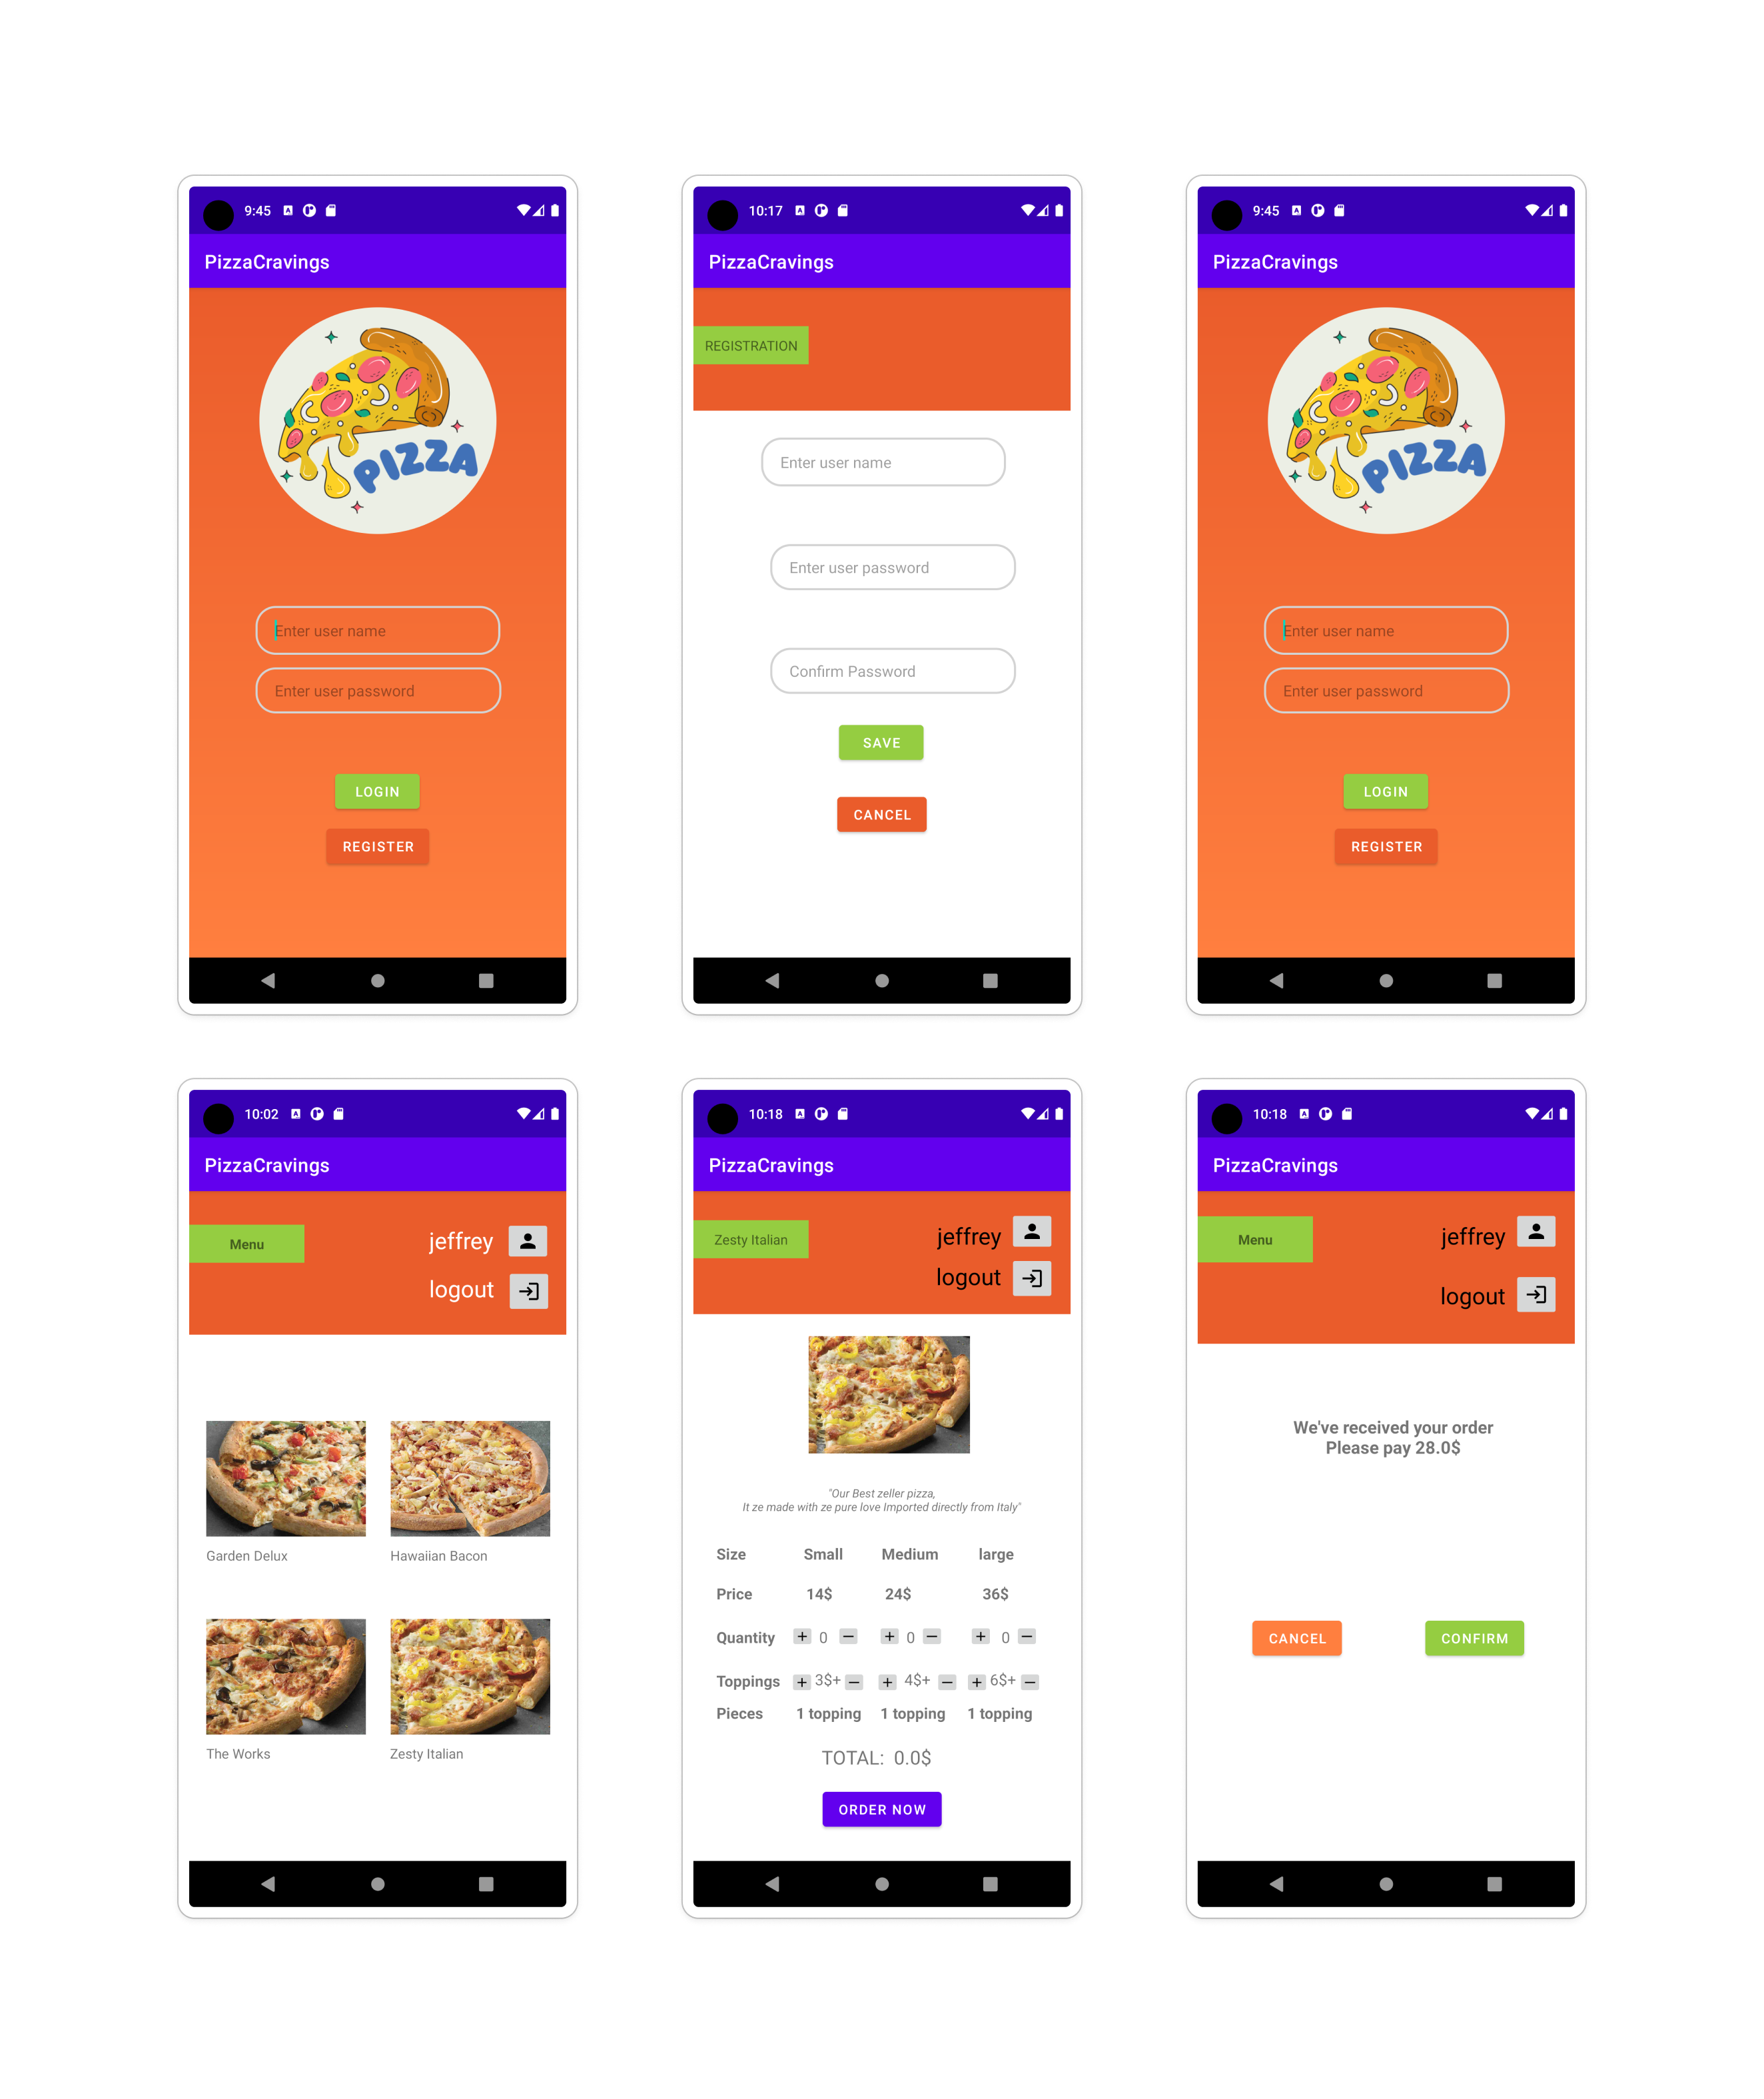 9:45
PizzaCravings
PIZZA
Enter user name
Enter user password
LOGIN
REGISTER
10:17
PizzaCravings
REGISTRATION
Enter user name
Enter user password
Confirm Password
SAVE
CANCEL
9:45
PizzaCravings
PIZZA
Enter user name
Enter user password
LOGIN
REGISTER
10:02
PizzaCravings
Menu
jeffrey
logout
Garden Delux
Hawaiian Bacon
The Works
Zesty Italian
10:18
PizzaCravings
Zesty Italian
jeffrey
logout
"Our Best zeller pizza,
It ze made with ze pure love Imported directly from Italy"
Size Small Medium large
Price 14$ 24$ 36$
Quantity + 0 − + 0 − + 0 −
Toppings + 3$+ − + 4$+ − + 6$+ −
Pieces 1 topping 1 topping 1 topping
TOTAL: 0.0$
ORDER NOW
10:18
PizzaCravings
Menu
jeffrey
logout
We've received your order
Please pay 28.0$
CANCEL
CONFIRM